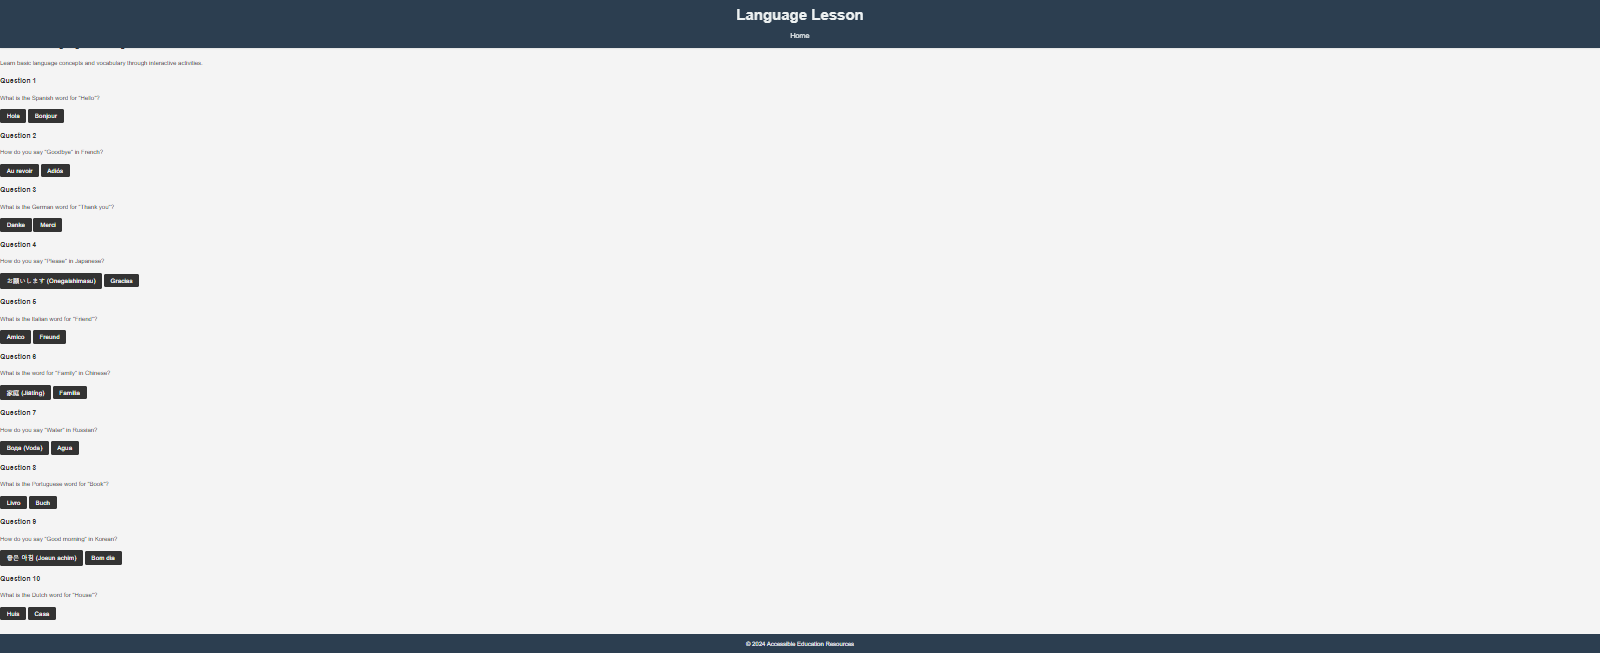 Language Lesson
Home
Learn basic language concepts and vocabulary through interactive activities.
Question 1
What is the Spanish word for "Hello"?
Hola Bonjour
Question 2
How do you say "Goodbye" in French?
Au revoir Adiós
Question 3
What is the German word for "Thank you"?
Danke Merci
Question 4
How do you say "Please" in Japanese?
お願いします (Onegaishimasu) Gracias
Question 5
What is the Italian word for "Friend"?
Amico Freund
Question 6
What is the word for "Family" in Chinese?
家庭 (Jiātíng) Familia
Question 7
How do you say "Water" in Russian?
Вода (Voda) Agua
Question 8
What is the Portuguese word for "Book"?
Livro Buch
Question 9
How do you say "Good morning" in Korean?
좋은 아침 (Joeun achim) Bom dia
Question 10
What is the Dutch word for "House"?
Huis Casa
© 2024 Accessible Education Resources